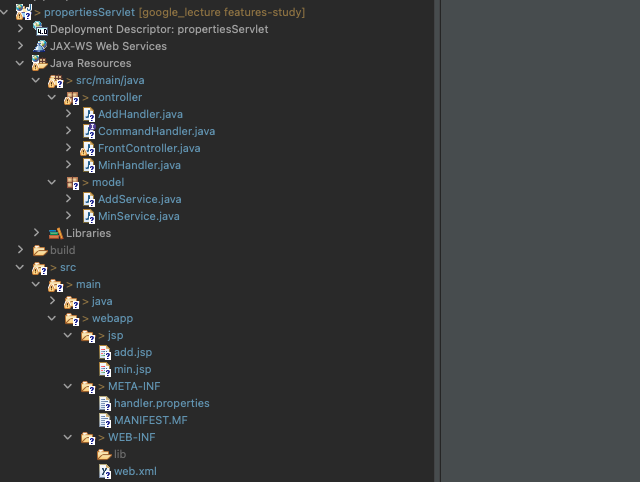 > propertiesServlet [google_lecture features-study]
Deployment Descriptor: propertiesServlet
JAX-WS Web Services
Java Resources
> src/main/java
> controller
AddHandler.java
CommandHandler.java
FrontController.java
MinHandler.java
> model
AddService.java
MinService.java
Libraries
build
> src
> main
> java
> webapp
> jsp
add.jsp
min.jsp
> META-INF
handler.properties
MANIFEST.MF
> WEB-INF
lib
web.xml